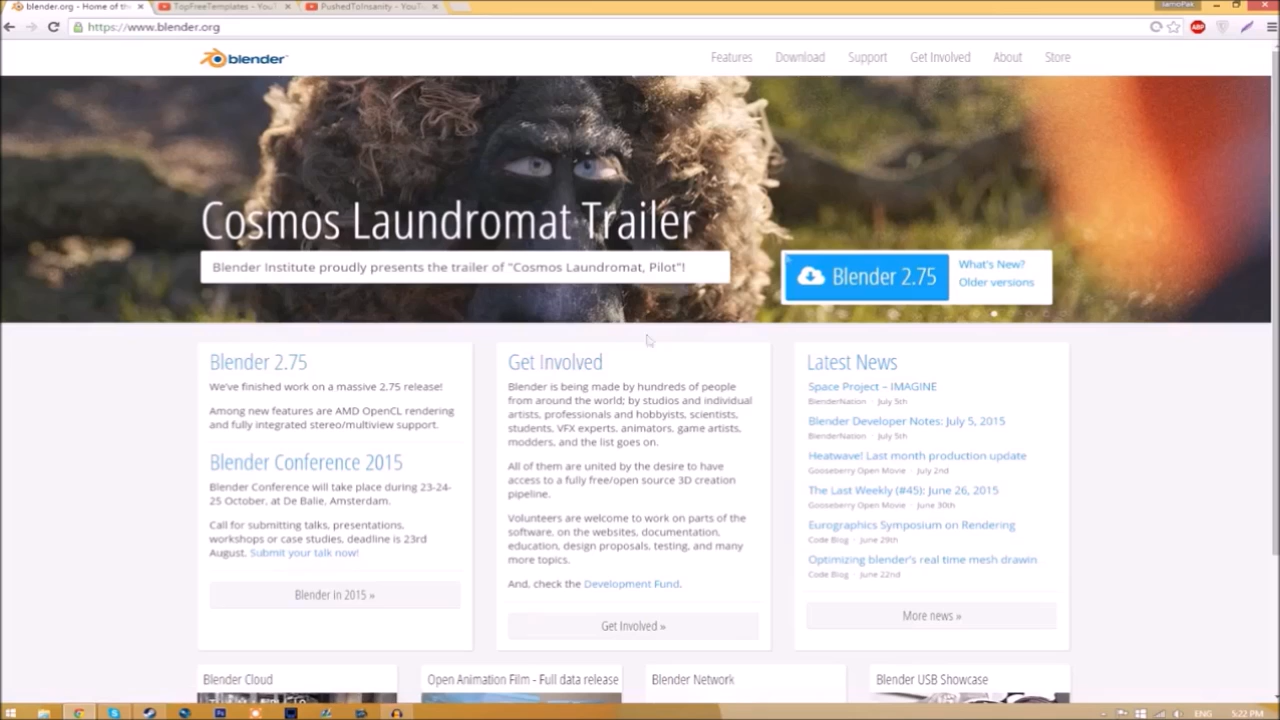 blender.org - Home of th
TopFreeTemplates - YouT
PushedToInsanity - YouT
https://www.blender.org
ABP
blender
Features
Download
Support
Get Involved
About
Store
Cosmos Laundromat Trailer
Blender Institute proudly presents the trailer of "Cosmos Laundromat, Pilot"!
Blender 2.75
What's New?
Older versions
Blender 2.75
We've finished work on a massive 2.75 release!
Among new features are AMD OpenCL rendering
and fully integrated stereo/multiview support.
Blender Conference 2015
Blender Conference will take place during 23-24-
25 October, at De Balie, Amsterdam.
Call for submitting talks, presentations,
workshops or case studies, deadline is 23rd
August. Submit your talk now!
Blender in 2015 »
Get Involved
Blender is being made by hundreds of people
from around the world; by studios and individual
artists, professionals and hobbyists, scientists,
students, VFX experts, animators, game artists,
modders, and the list goes on.
All of them are united by the desire to have
access to a fully free/open source 3D creation
pipeline.
Volunteers are welcome to work on parts of the
software, on the websites, documentation,
education, design proposals, testing, and many
more topics.
And, check the Development Fund.
Get Involved »
Latest News
Space Project – IMAGINE
BlenderNation · July 5th
Blender Developer Notes: July 5, 2015
BlenderNation · July 5th
Heatwave! Last month production update
Gooseberry Open Movie · July 2nd
The Last Weekly (#45): June 26, 2015
Gooseberry Open Movie · June 30th
Eurographics Symposium on Rendering
Code Blog · June 29th
Optimizing blender's real time mesh drawin
Code Blog · June 22nd
More news »
Blender Cloud
Open Animation Film - Full data release
Blender Network
Blender USB Showcase
ENG
5:22 PM